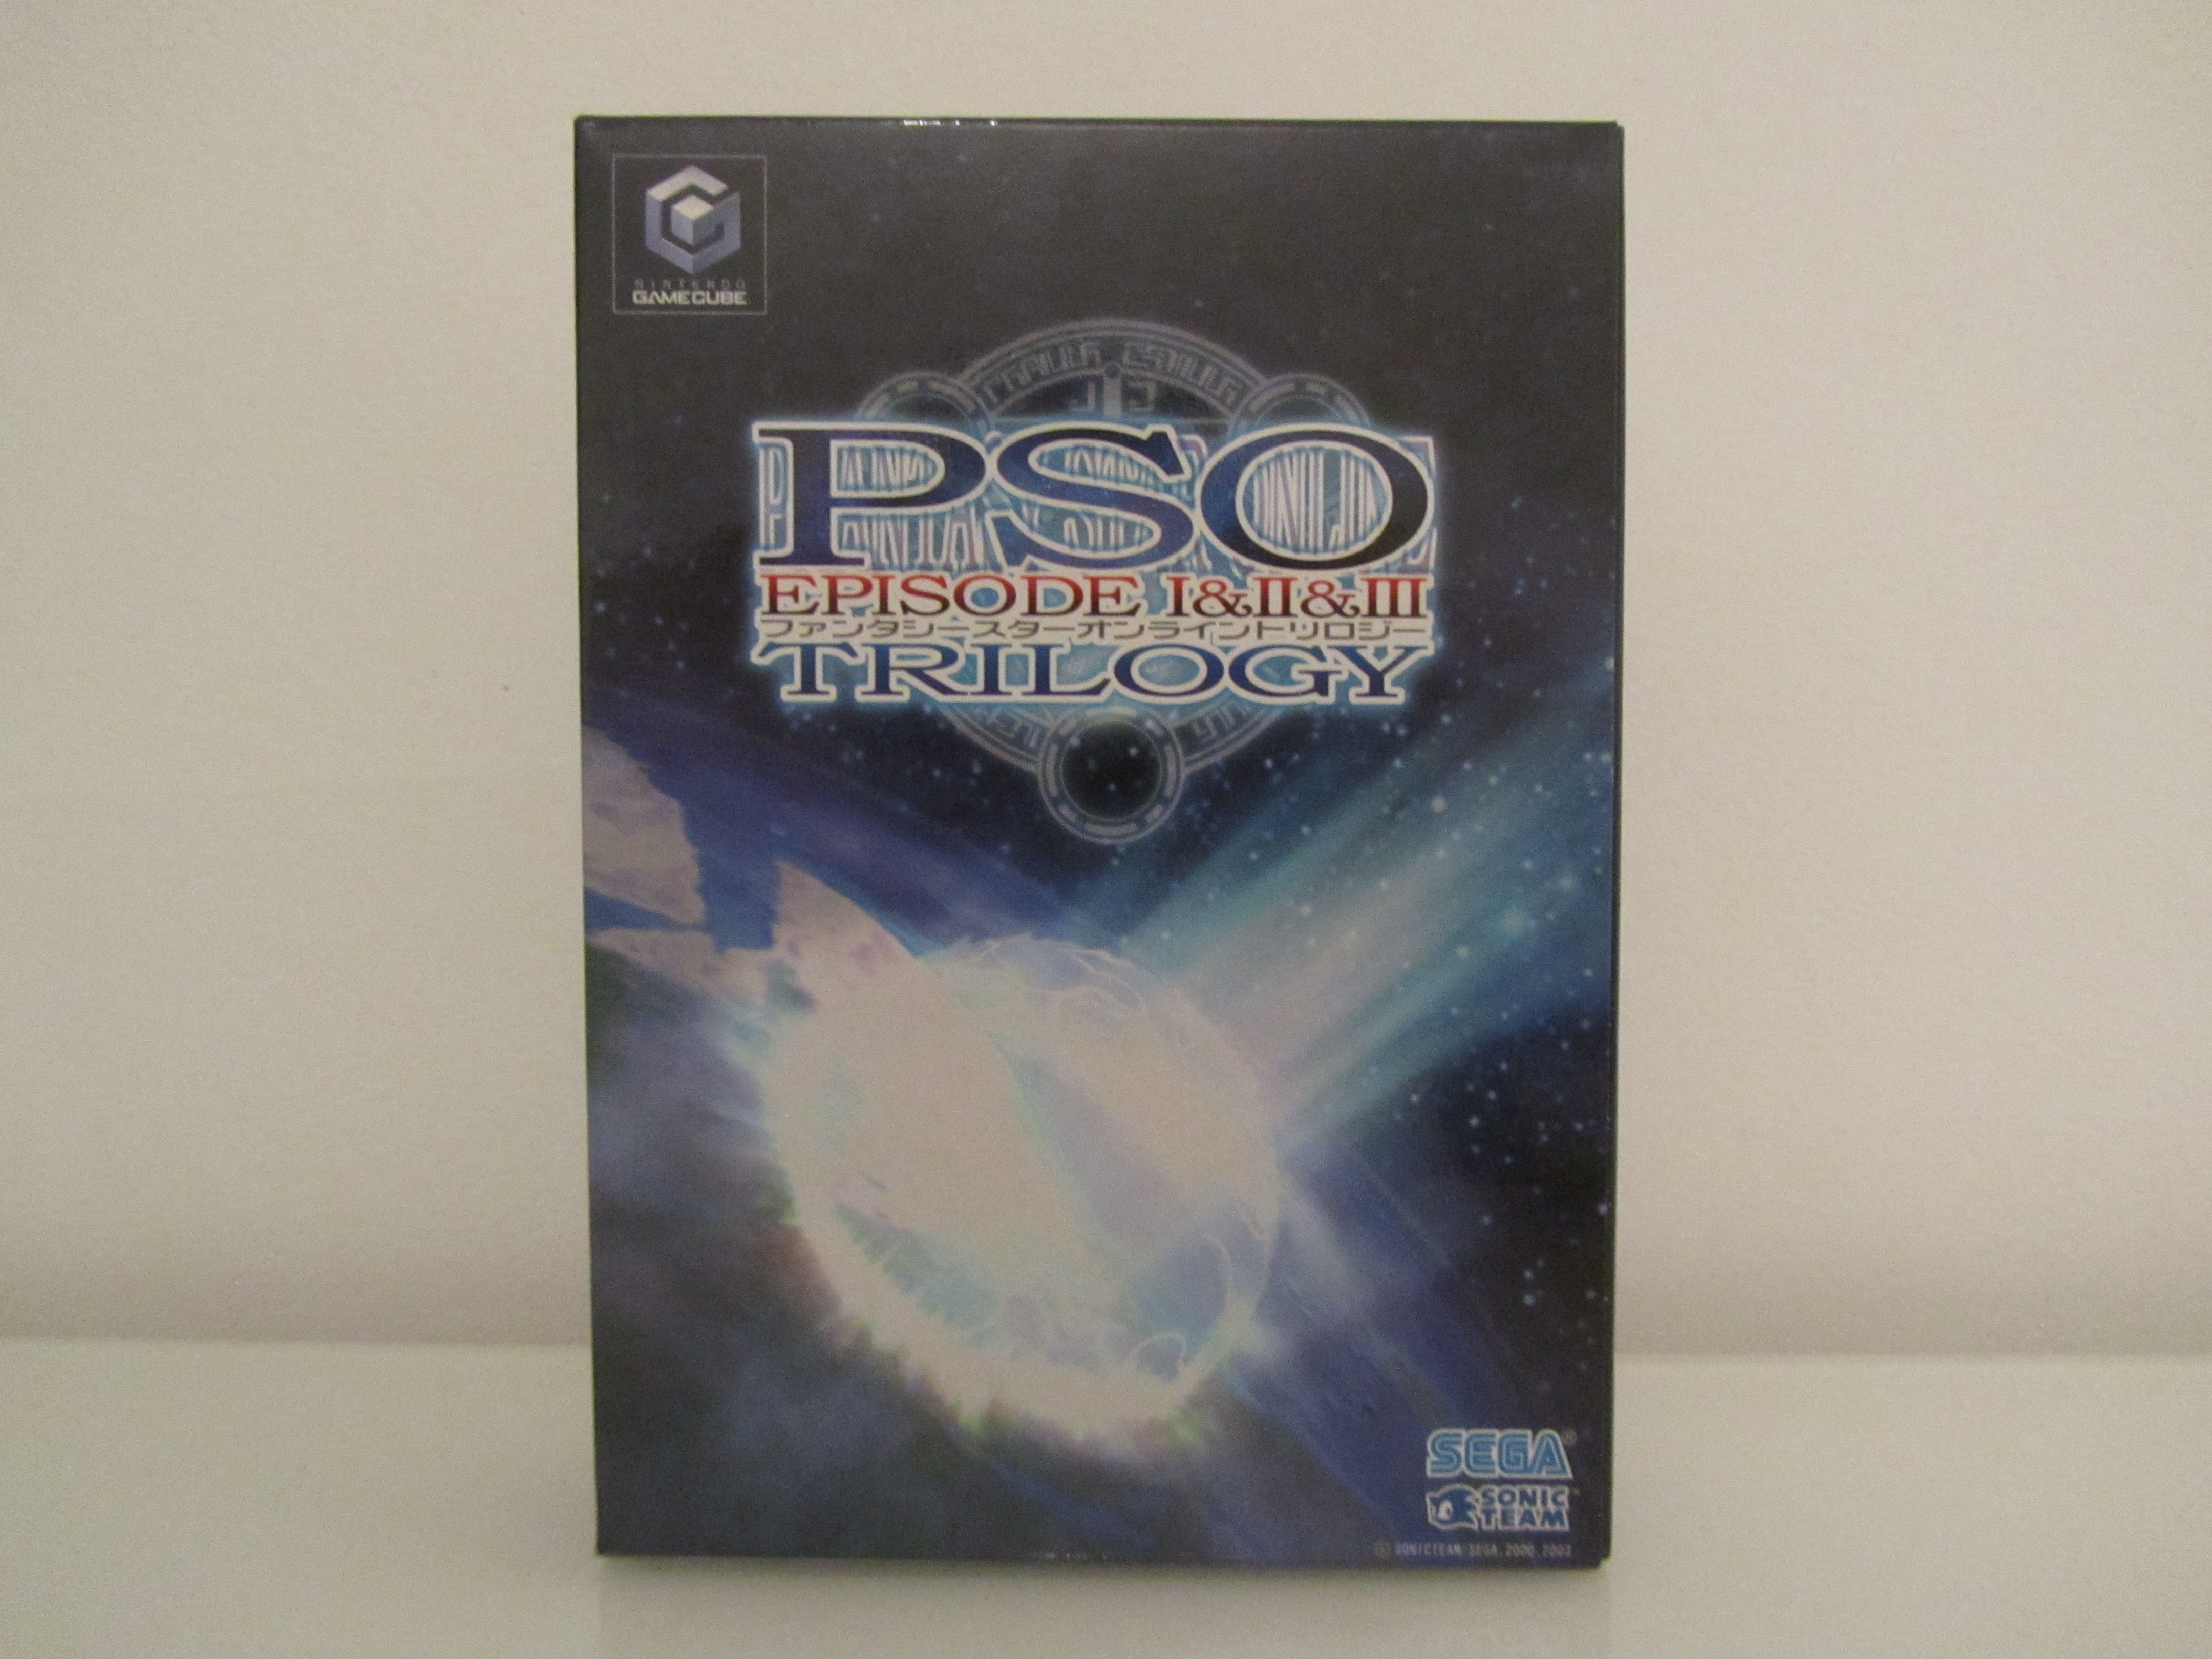 NINTENDO
GAMECUBE
PSO
EPISODE I&II&III
ファンタシースターオンライントリロジー
TRILOGY
SEGA®
SONIC
TEAM
© SONICTEAM/SEGA, 2000, 2003